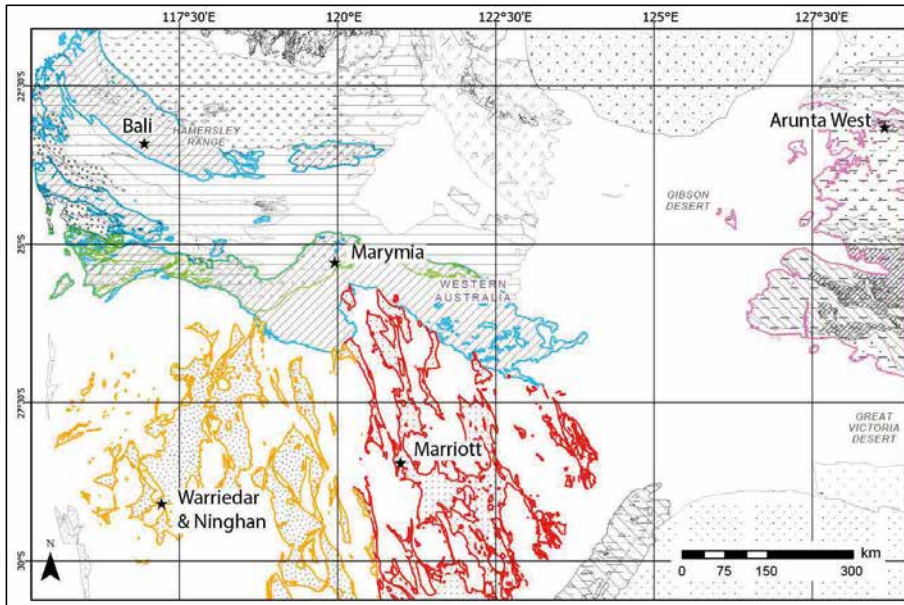 117°30'E
120°E
122°30'E
125°E
127°30'E
22°30'S
Bali
HAMERSLEY
RANGE
Arunta West
GIBSON
DESERT
25°S
Marymia
WESTERN
AUSTRALIA
27°30'S
GREAT
VICTORIA
DESERT
Marriott
Warriedar
& Ninghan
N
30°S
km
0 75 150 300